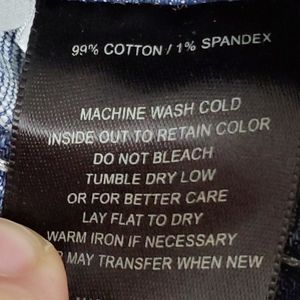 99% COTTON / 1% SPANDEX
MACHINE WASH COLD
INSIDE OUT TO RETAIN COLOR
DO NOT BLEACH
TUMBLE DRY LOW
OR FOR BETTER CARE
LAY FLAT TO DRY
WARM IRON IF NECESSARY
MAY TRANSFER WHEN NEW